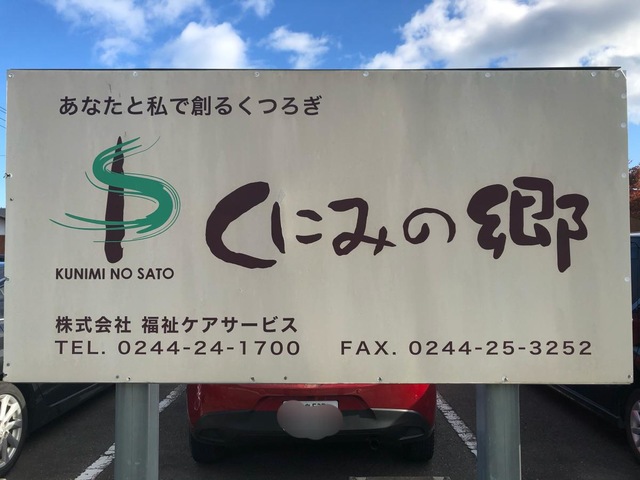 あなたと私で創るくつろぎ
くにみの郷
KUNIMI NO SATO
株式会社 福祉ケアサービス
TEL. 0244-24-1700 FAX. 0244-25-3252